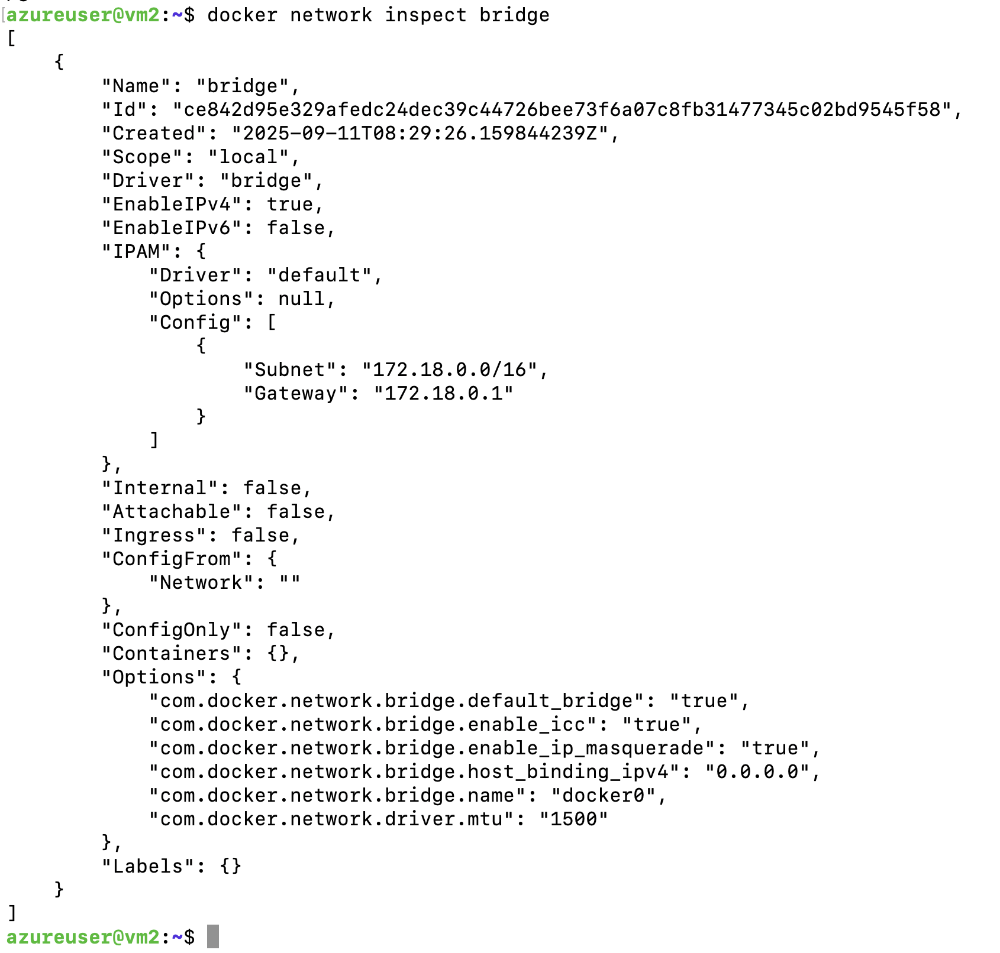 azureuser@vm2:~$ docker network inspect bridge
[
    {
        "Name": "bridge",
        "Id": "ce842d95e329afedc24dec39c44726bee73f6a07c8fb31477345c02bd9545f58",
        "Created": "2025-09-11T08:29:26.159844239Z",
        "Scope": "local",
        "Driver": "bridge",
        "EnableIPv4": true,
        "EnableIPv6": false,
        "IPAM": {
            "Driver": "default",
            "Options": null,
            "Config": [
                {
                    "Subnet": "172.18.0.0/16",
                    "Gateway": "172.18.0.1"
                }
            ]
        },
        "Internal": false,
        "Attachable": false,
        "Ingress": false,
        "ConfigFrom": {
            "Network": ""
        },
        "ConfigOnly": false,
        "Containers": {},
        "Options": {
            "com.docker.network.bridge.default_bridge": "true",
            "com.docker.network.bridge.enable_icc": "true",
            "com.docker.network.bridge.enable_ip_masquerade": "true",
            "com.docker.network.bridge.host_binding_ipv4": "0.0.0.0",
            "com.docker.network.bridge.name": "docker0",
            "com.docker.network.driver.mtu": "1500"
        },
        "Labels": {}
    }
]
azureuser@vm2:~$